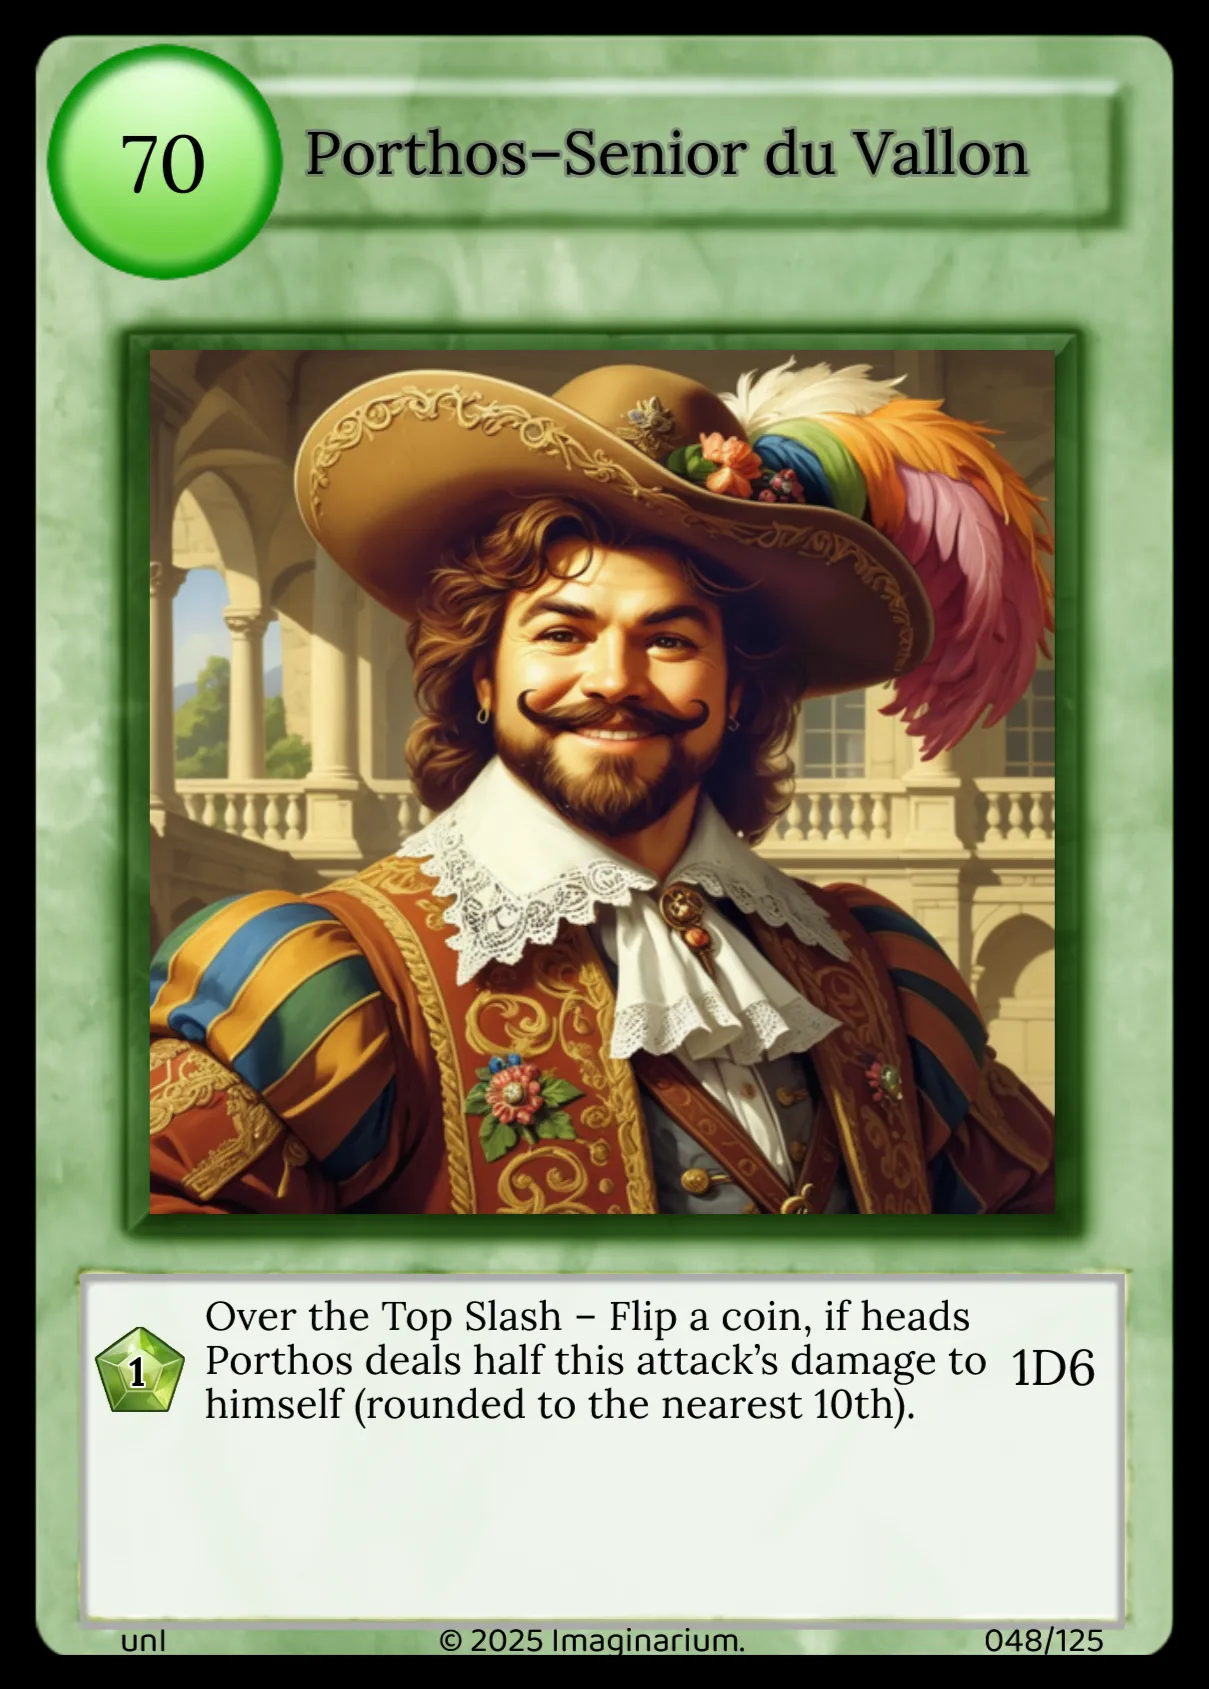 70
Porthos–Senior du Vallon
Over the Top Slash – Flip a coin, if heads
1
Porthos deals half this attack's damage to
1D6
himself (rounded to the nearest 10th).
unl
© 2025 Imaginarium.
048/125